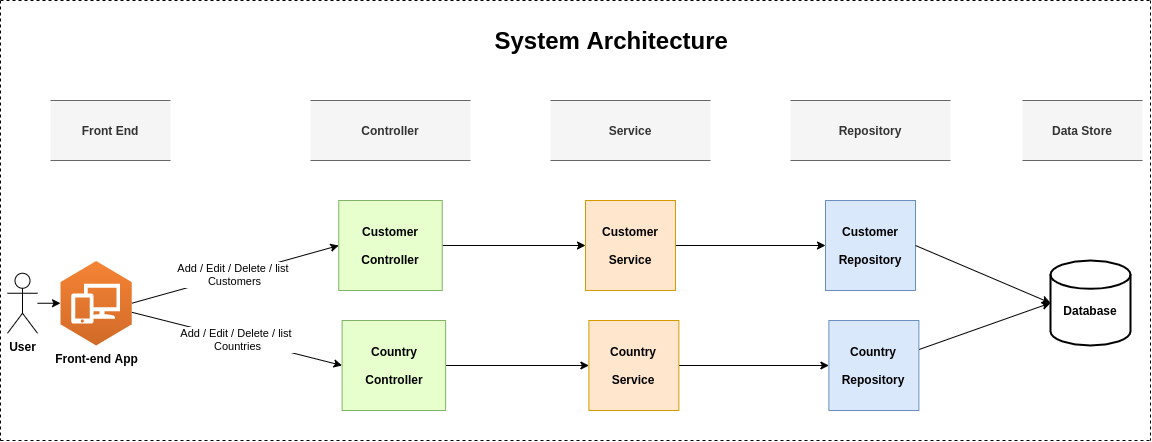 System Architecture
Front End
Controller
Service
Repository
Data Store
Customer
Controller
Customer
Service
Customer
Repository
Add / Edit / Delete / list
Customers
Database
User
Front-end App
Add / Edit / Delete / list
Countries
Country
Controller
Country
Service
Country
Repository